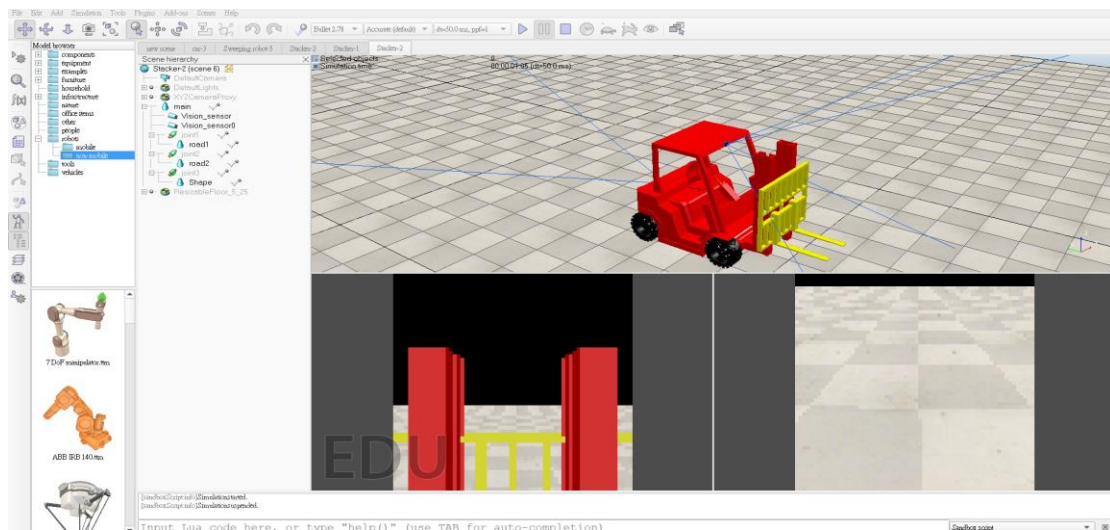 File Edit Add Simulation Tools Plugins Add-ons Scenes Help
Bullet 2.78 Accurate (default) dt=50.0 ms, ppf=1
Model browser
components
equipment
examples
furniture
household
infrastructure
nature
office items
other
people
robots
mobile
non-mobile
tools
vehicles
7 DoF manipulator.ttm
ABB IRB 140.ttm
new scene
Sweeping robot-3
Stacker-2
Stacker-1
Stacker-2
Scene hierarchy
Stacker-2 (scene 6)
DefaultCamera
DefaultLights
XYZCameraProxy
main
Vision_sensor
Vision_sensor0
joint1
road1
joint2
road2
joint3
Shape
ResizableFloor_5_25
Selected objects:
Simulation time:
EDU
[sandboxScript:info] Simulation started.
[sandboxScript:info] Simulation suspended.
Input Lua code here, or type "help()" (use TAB for auto-completion)
Sandbox script